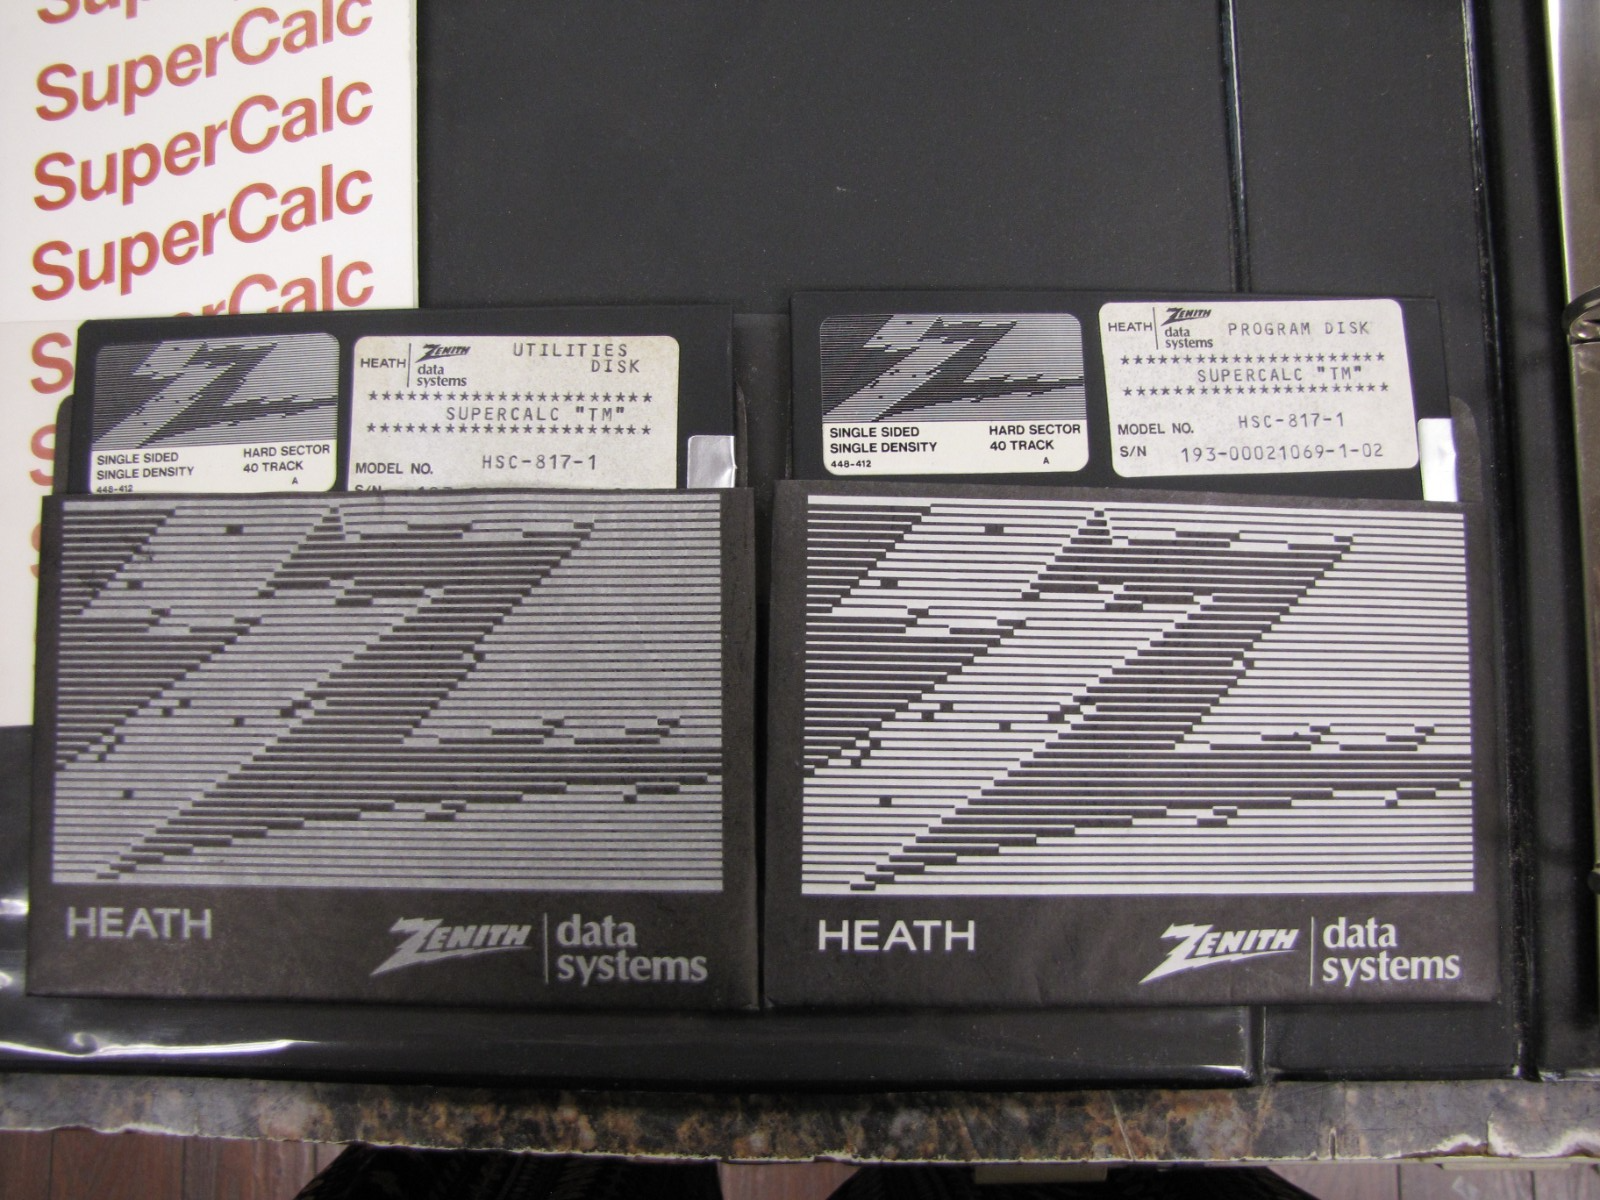 SuperCalc
SuperCalc
SuperCalc
SuperCalc
SuperCalc
HEATH ZENITH data systems UTILITIES DISK
*************************
SUPERCALC "TM"
*************************
MODEL NO. HSC-817-1
S/N
SINGLE SIDED HARD SECTOR
SINGLE DENSITY 40 TRACK
448-412 A
HEATH ZENITH data systems
HEATH ZENITH data systems PROGRAM DISK
*************************
SUPERCALC "TM"
*************************
MODEL NO. HSC-817-1
S/N 193-00021069-1-02
SINGLE SIDED HARD SECTOR
SINGLE DENSITY 40 TRACK
448-412 A
HEATH ZENITH data systems